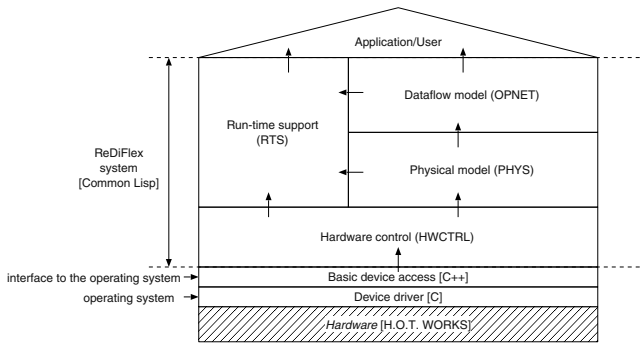 Application/User
Dataflow model (OPNET)
Run-time support
(RTS)
ReDiFlex
system
[Common Lisp]
Physical model (PHYS)
Hardware control (HWCTRL)
interface to the operating system
Basic device access [C++]
operating system
Device driver [C]
Hardware [H.O.T. WORKS]